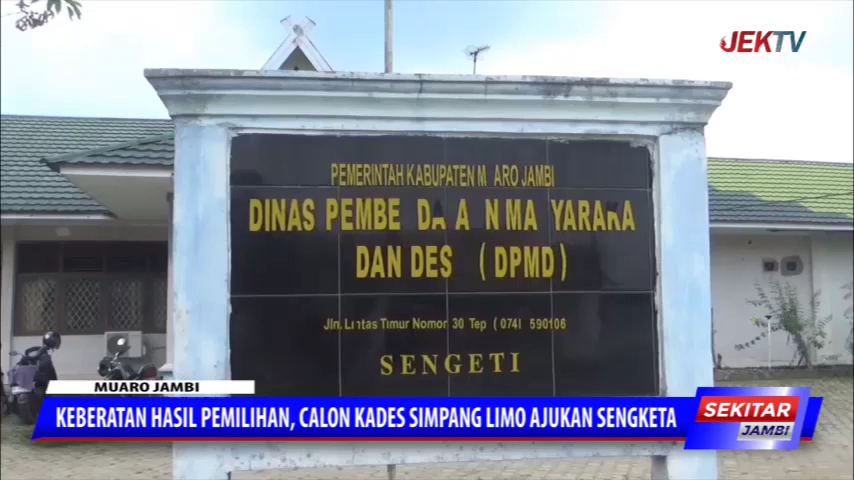 JEKTV
PEMERINTAH KABUPATEN M ARO JAMBI
DINAS PEMBE DA A N MA YARAKA
DAN DES ( DPMD )
Jln. Lintas Timur Nomor 30 Tep ( 0741 590106
SENGETI
MUARO JAMBI
KEBERATAN HASIL PEMILIHAN, CALON KADES SIMPANG LIMO AJUKAN SENGKETA
SEKITAR
JAMBI